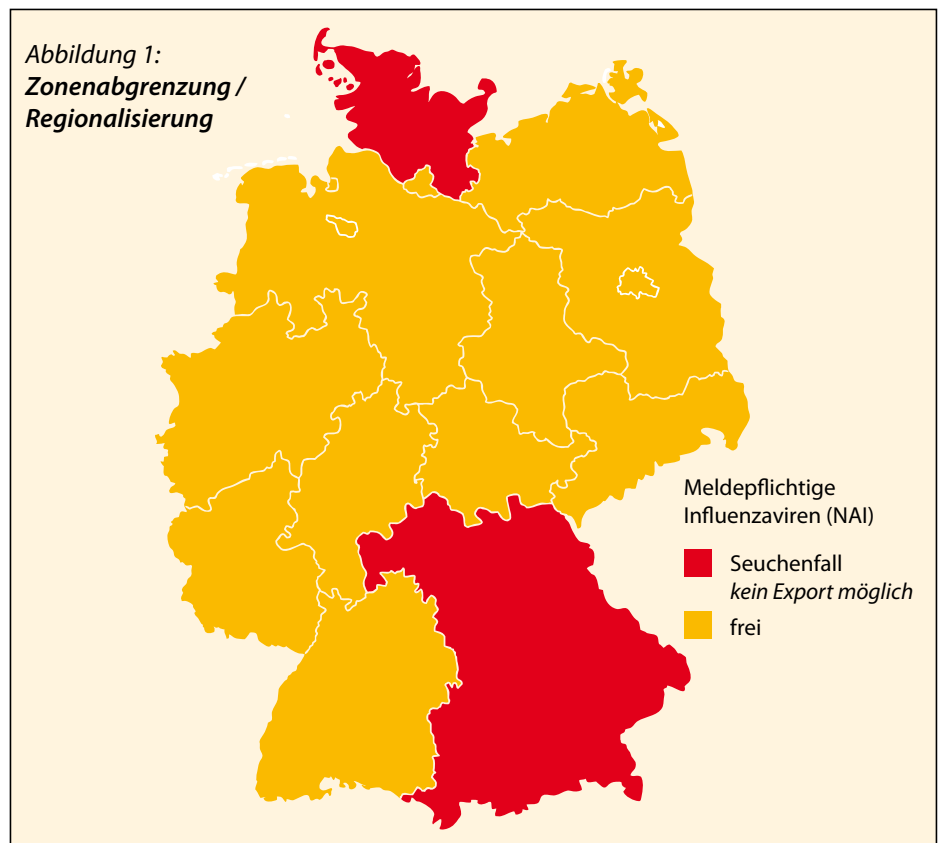 Abbildung 1:
Zonenabgrenzung /
Regionalisierung
Meldepflichtige
Influenzaviren (NAI)
Seuchenfall
kein Export möglich
frei